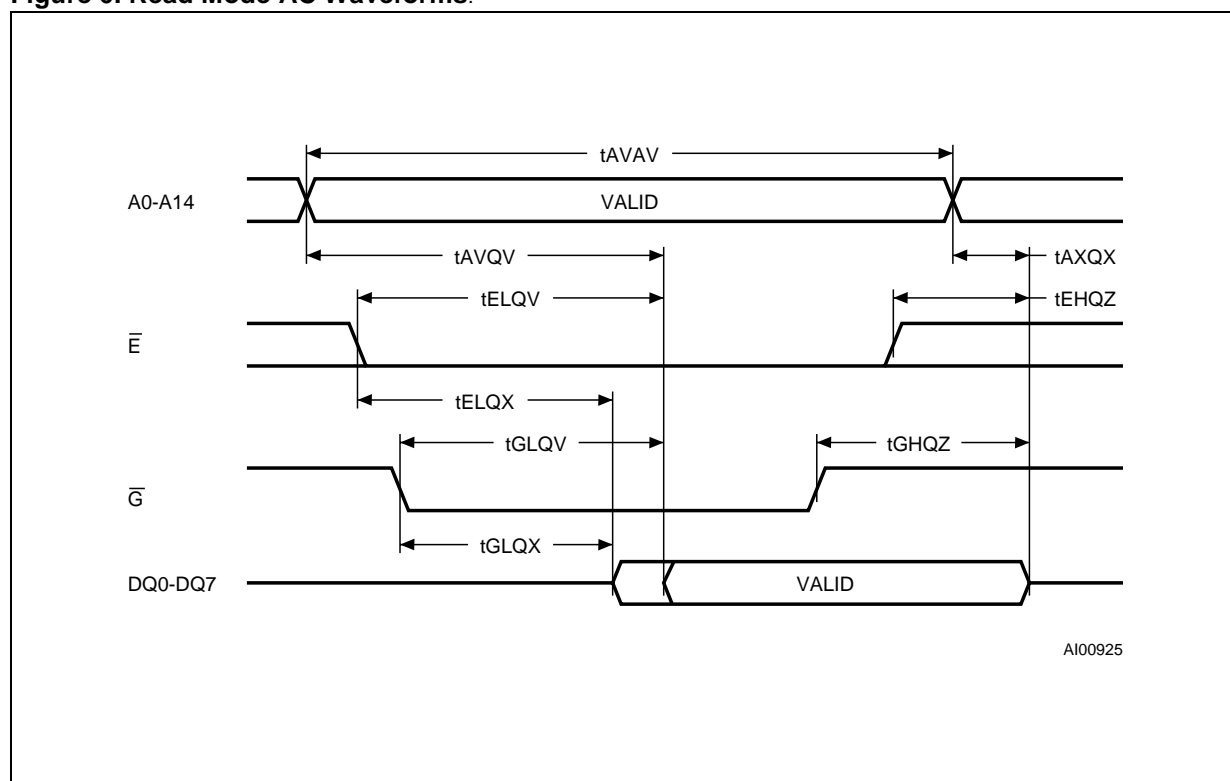 Figure 6. Read Mode AC Waveforms.
tAVAV
A0-A14
VALID
tAVQV
tAXQX
tELQV
tEHQZ
E̅
tELQX
tGLQV
tGHQZ
G̅
tGLQX
DQ0-DQ7
VALID
AI00925